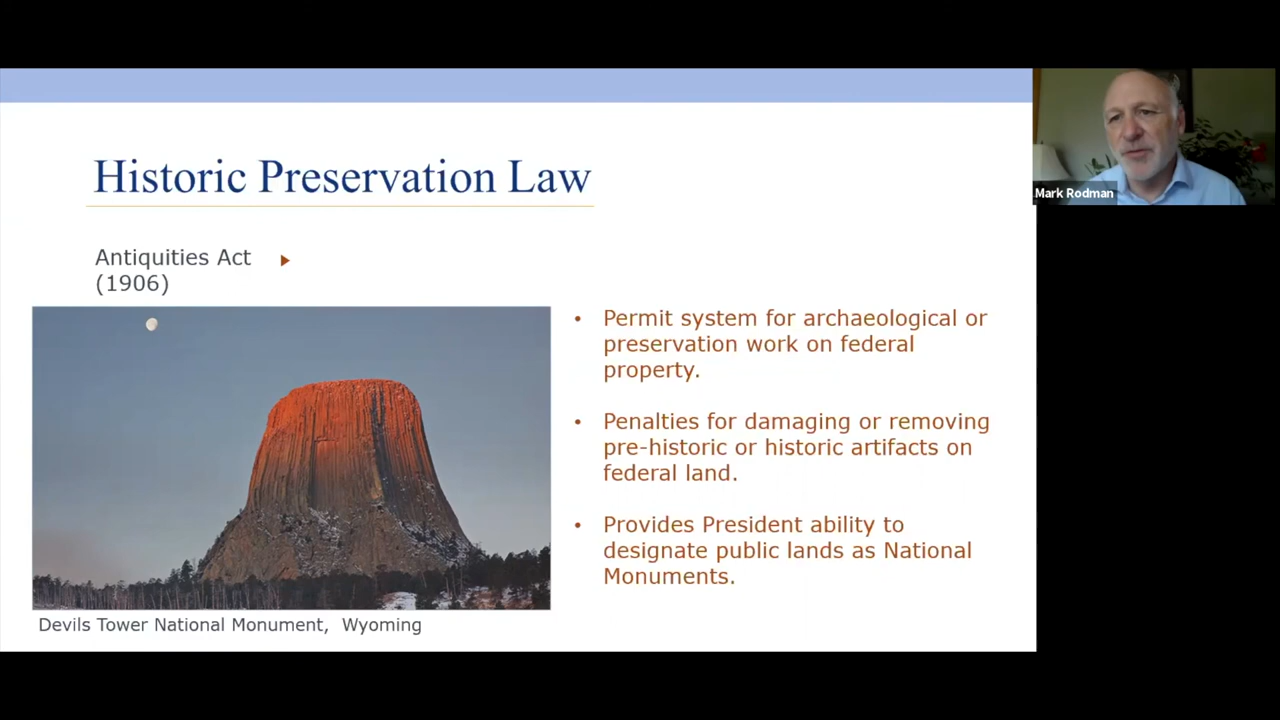 Historic Preservation Law
Mark Rodman
Antiquities Act
(1906)
• Permit system for archaeological or
preservation work on federal
property.
• Penalties for damaging or removing
pre-historic or historic artifacts on
federal land.
• Provides President ability to
designate public lands as National
Monuments.
Devils Tower National Monument, Wyoming